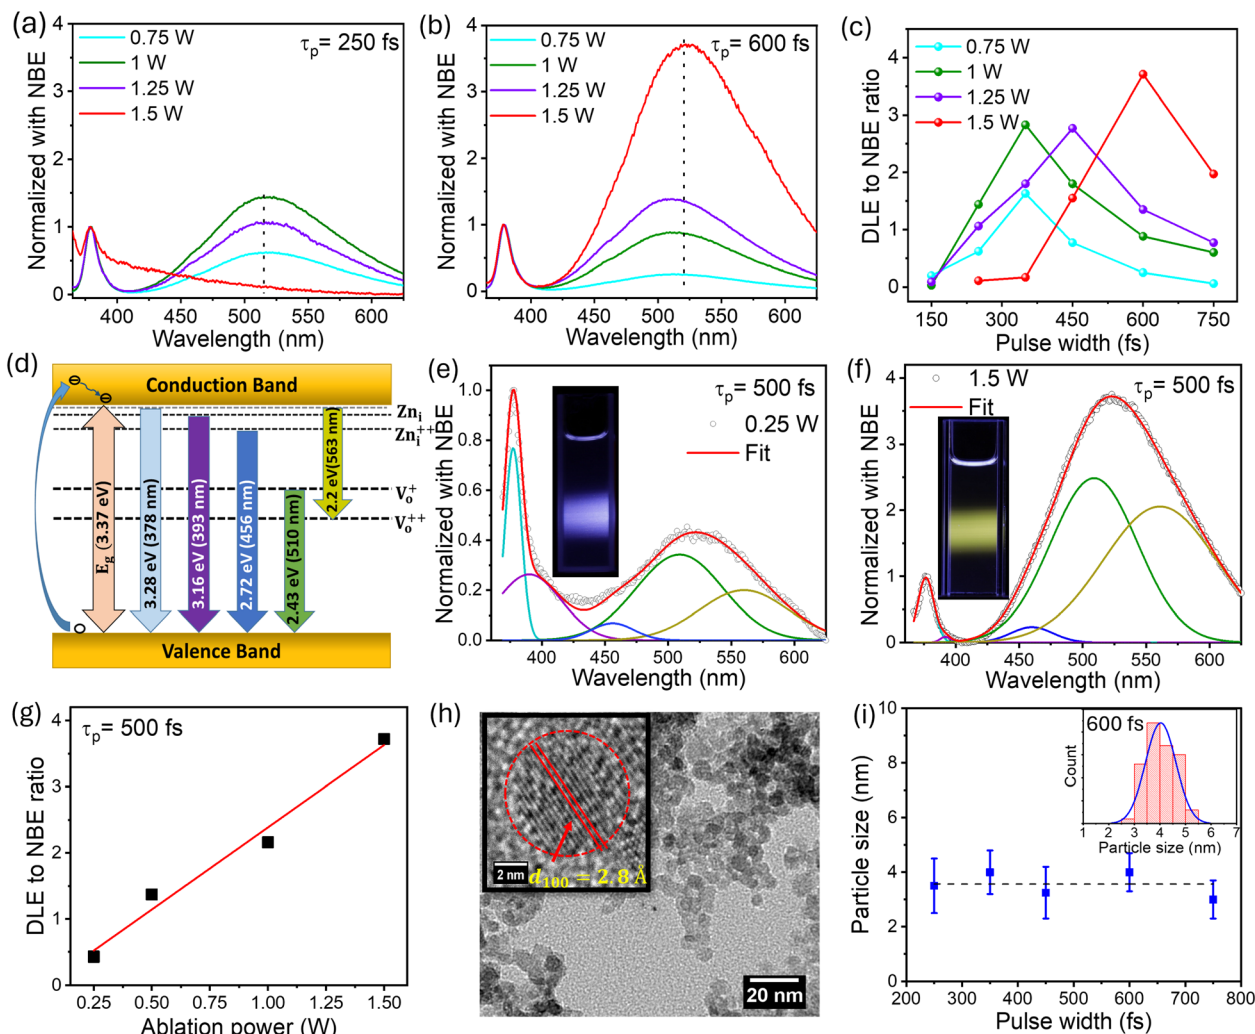 (a)
τp= 250 fs
0.75 W
1 W
1.25 W
1.5 W
Normalized with NBE
4
3
2
1
0
400 450 500 550 600
Wavelength (nm)
(b)
τp= 600 fs
0.75 W
1 W
1.25 W
1.5 W
Normalized with NBE
4
3
2
1
0
400 450 500 550 600
Wavelength (nm)
(c)
0.75 W
1 W
1.25 W
1.5 W
DLE to NBE ratio
4
3
2
1
0
150 300 450 600 750
Pulse width (fs)
(d)
Conduction Band
Zni
Zni++
Vo+
Vo++
Eg (3.37 eV)
3.28 eV (378 nm)
3.16 eV (393 nm)
2.72 eV (456 nm)
2.43 eV (510 nm)
2.2 eV(563 nm)
Valence Band
(e)
τp= 500 fs
0.25 W
Fit
Normalized with NBE
1.0
0.8
0.6
0.4
0.2
0.0
400 450 500 550 600
Wavelength (nm)
(f)
1.5 W
τp= 500 fs
Fit
Normalized with NBE
4
3
2
1
0
400 450 500 550 600
Wavelength (nm)
(g)
τp= 500 fs
DLE to NBE ratio
4
3
2
1
0
0.25 0.50 0.75 1.00 1.25 1.50
Ablation power (W)
(h)
2 nm
d100 = 2.8 Å
20 nm
(i)
600 fs
Count
1 2 3 4 5 6 7
Particle size (nm)
Particle size (nm)
10
8
6
4
2
0
200 300 400 500 600 700 800
Pulse width (fs)